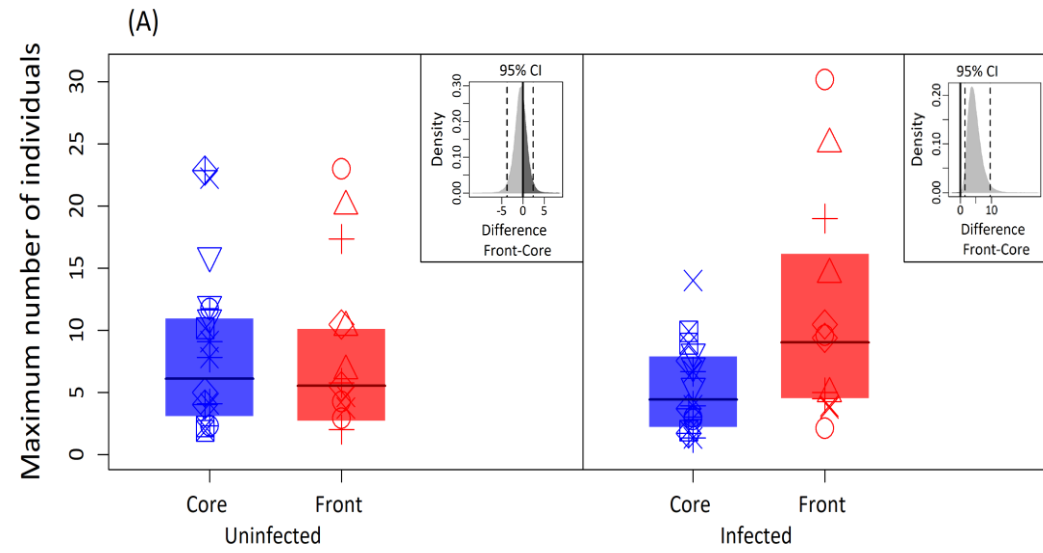 (A)
Maximum number of individuals
30
25
20
15
10
5
0
95% CI
Density
0.30
0.20
0.10
0.00
-5 0 5
Difference
Front-Core
95% CI
Density
0.20
0.10
0.00
0 10
Difference
Front-Core
Core Front Core Front
Uninfected Infected